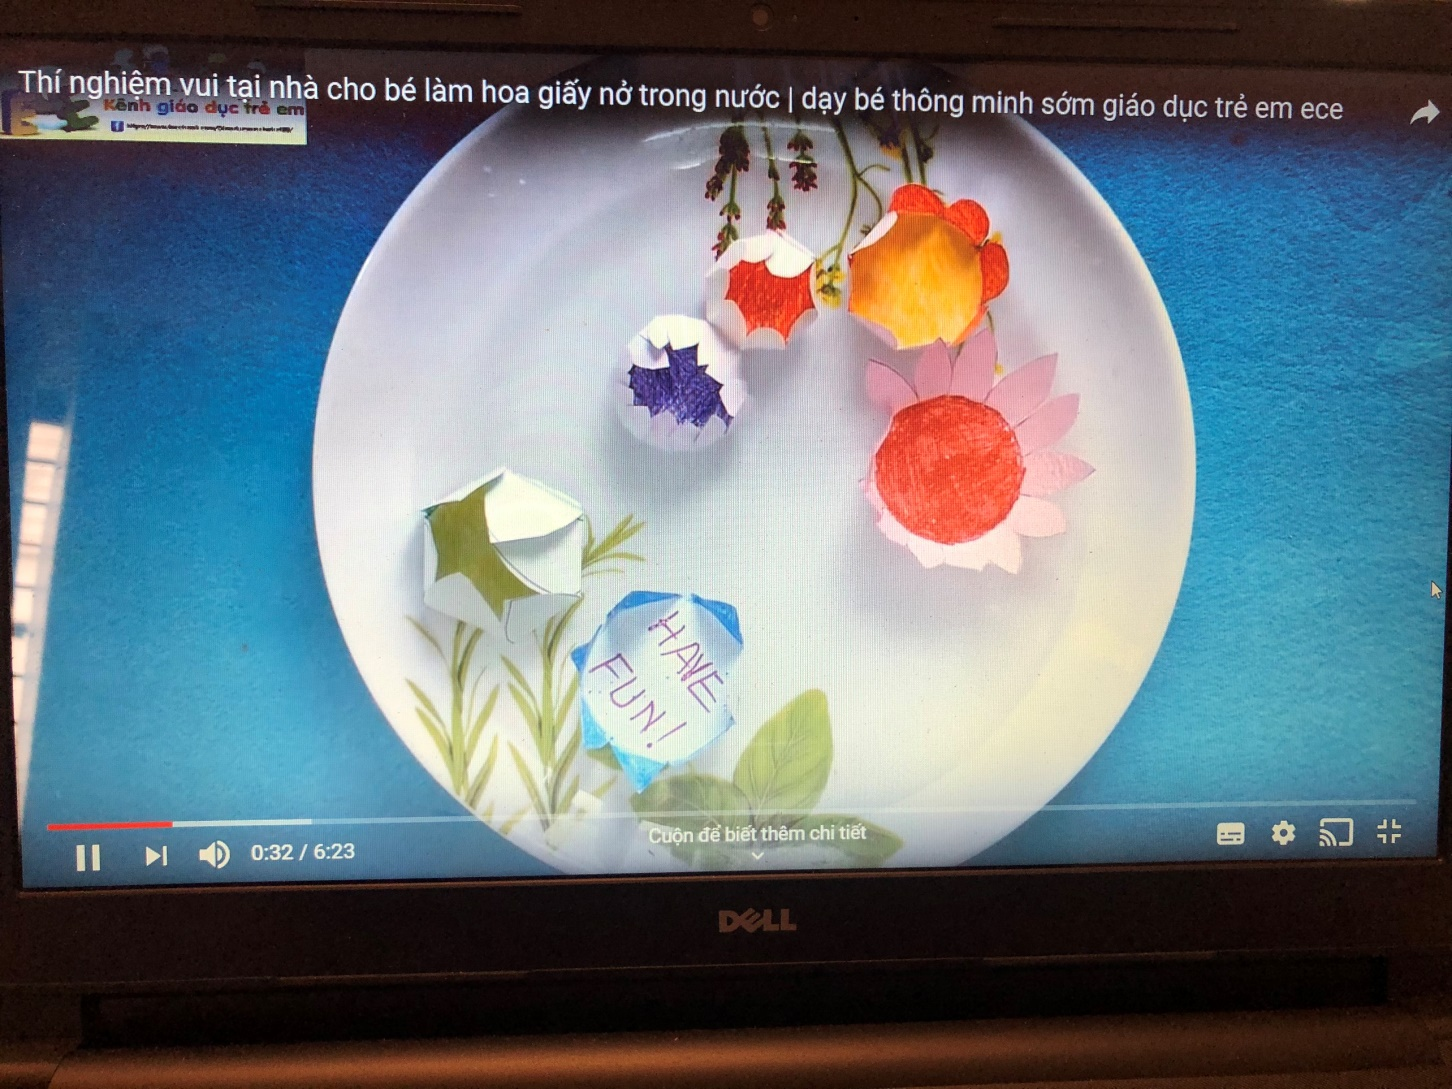 Thí nghiệm vui tại nhà cho bé làm hoa giấy nở trong nước | dạy bé thông minh sớm giáo dục trẻ em ece
Kênh giáo dục trẻ em
HAVE
FUN!
Cuộn để biết thêm chi tiết
0:32 / 6:23
DELL